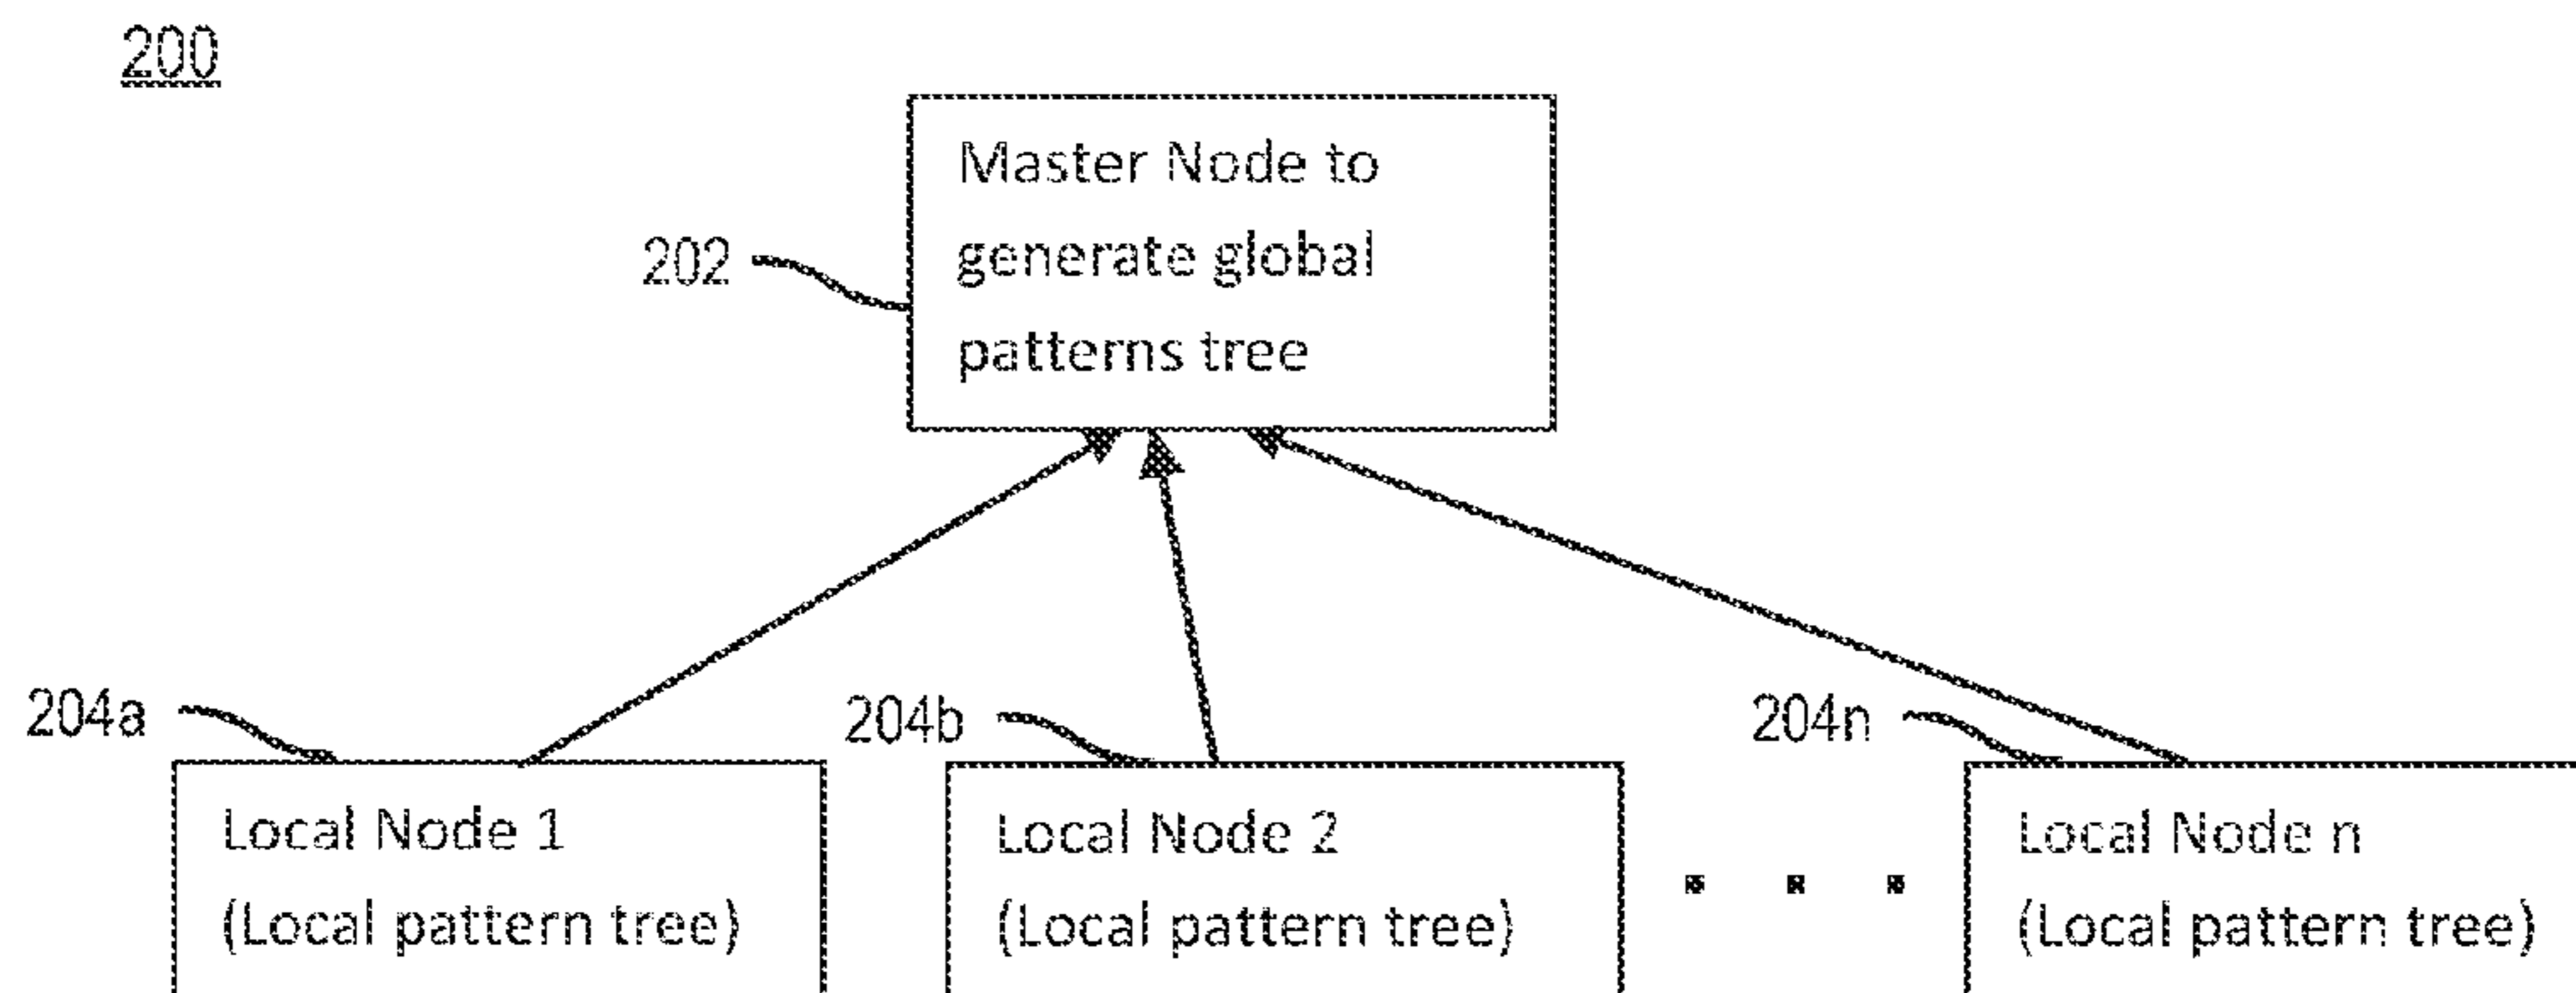 200
Master Node to
generate global
patterns tree
202
204a
204b
204n
Local Node 1
(Local pattern tree)
Local Node 2
(Local pattern tree)
Local Node n
(Local pattern tree)